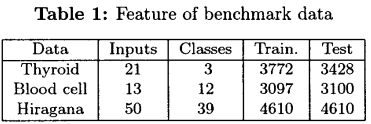 Table 1: Feature of benchmark data
Data Inputs Classes Train. Test
Thyroid 21 3 3772 3428
Blood cell 13 12 3097 3100
Hiragana 50 39 4610 4610